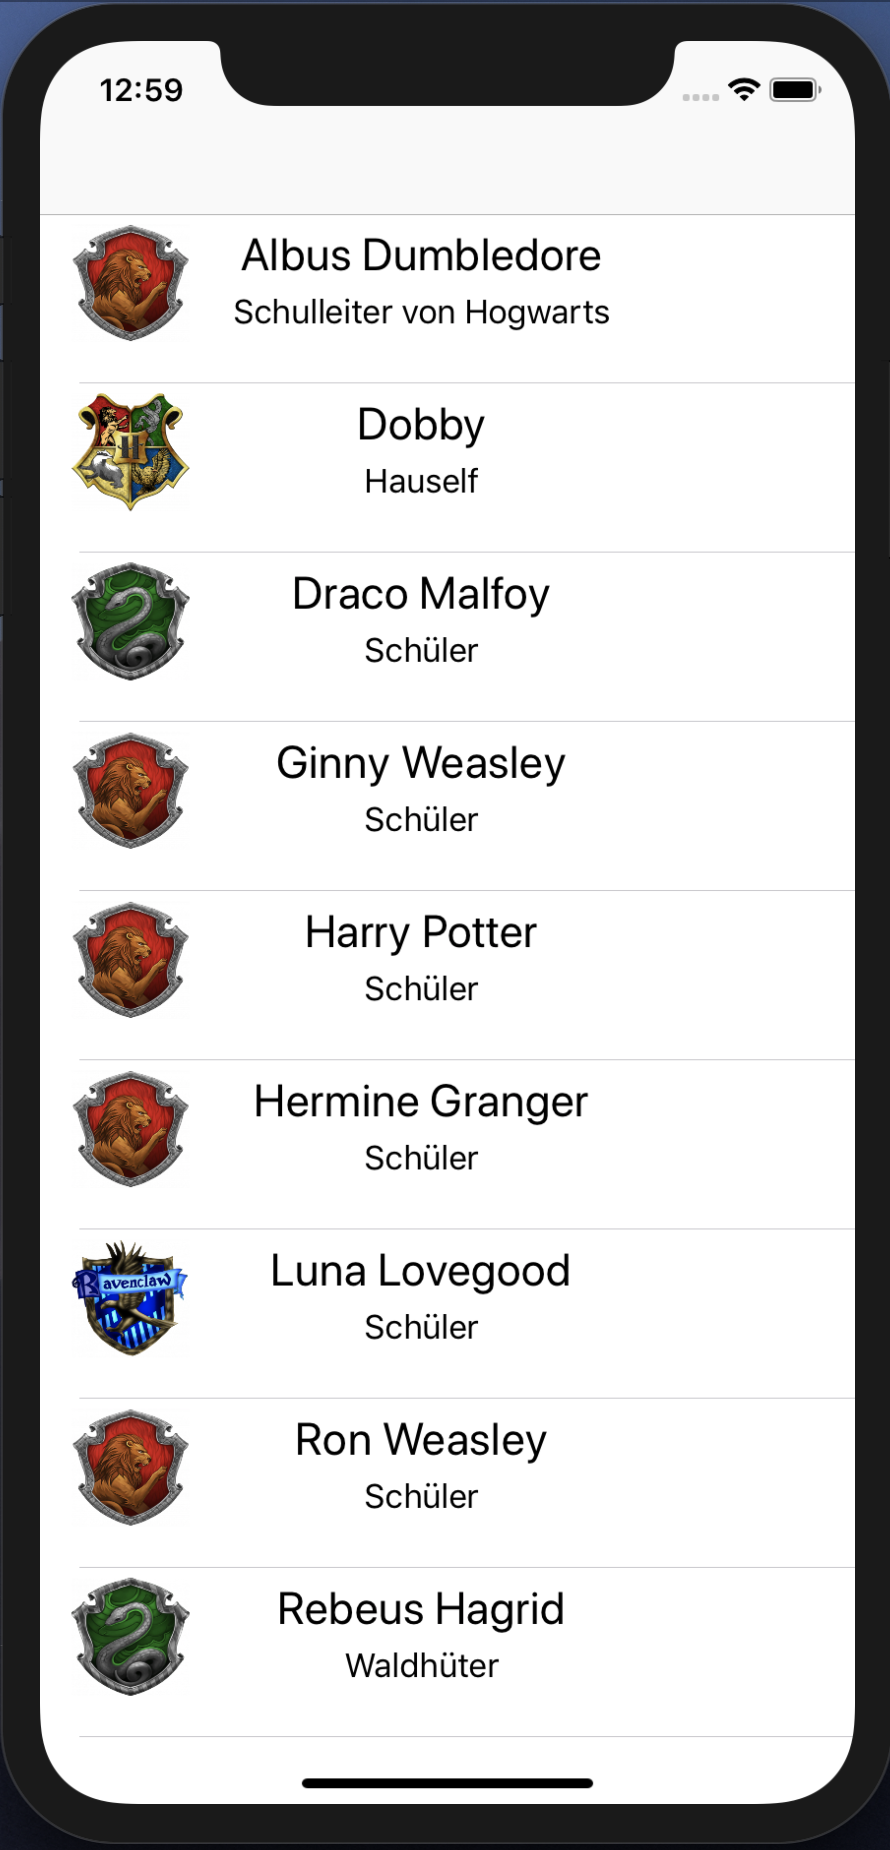 12:59
Albus Dumbledore
Schulleiter von Hogwarts
Dobby
Hauself
H
Draco Malfoy
Schüler
Ginny Weasley
Schüler
Harry Potter
Schüler
Hermine Granger
Schüler
Luna Lovegood
Ravenclaw
Schüler
Ron Weasley
Schüler
Rebeus Hagrid
Waldhüter